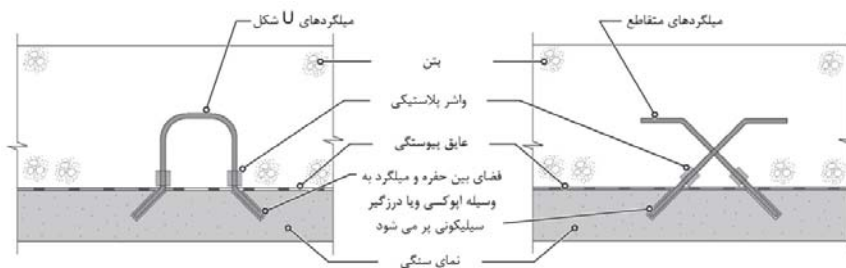 میلگردهای U شکل
میلگردهای متقاطع
بتن
واشر پلاستیکی
عایق پیوستگی
فضای بین حفره و میلگرد به
وسیله اپوکسی ویا درزگیر
سیلیکونی پر می شود
نمای سنگی